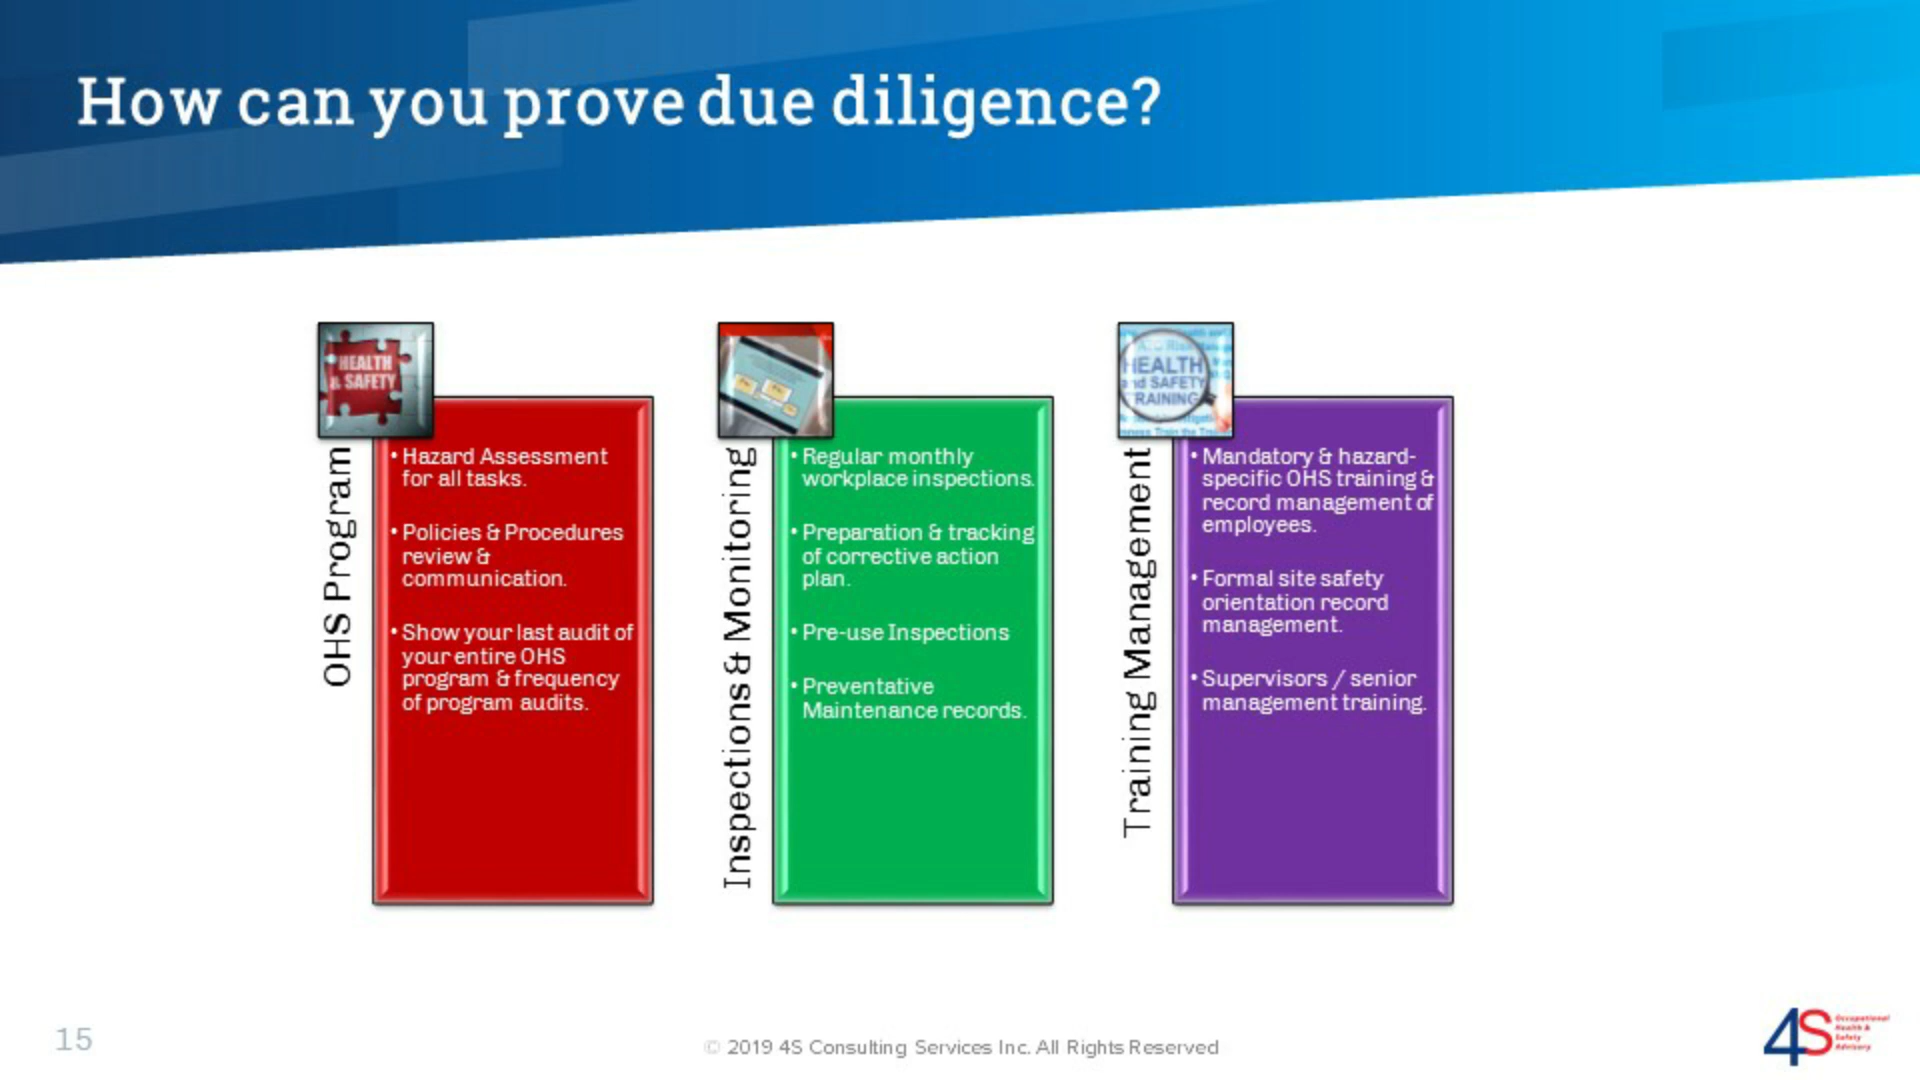 How can you prove due diligence?
HEALTH
& SAFETY
OHS Program
• Hazard Assessment
for all tasks.
• Policies & Procedures
review &
communication.
• Show your last audit of
your entire OHS
program & frequency
of program audits.
Inspections & Monitoring
• Regular monthly
workplace inspections.
• Preparation & tracking
of corrective action
plan.
• Pre-use Inspections
• Preventative
Maintenance records.
HEALTH
and SAFETY
TRAINING
Training Management
• Mandatory & hazard-
specific OHS training &
record management of
employees.
• Formal site safety
orientation record
management.
• Supervisors / senior
management training.
15
© 2019 4S Consulting Services Inc. All Rights Reserved
4S
Occupational
Health &
Safety
Advisory